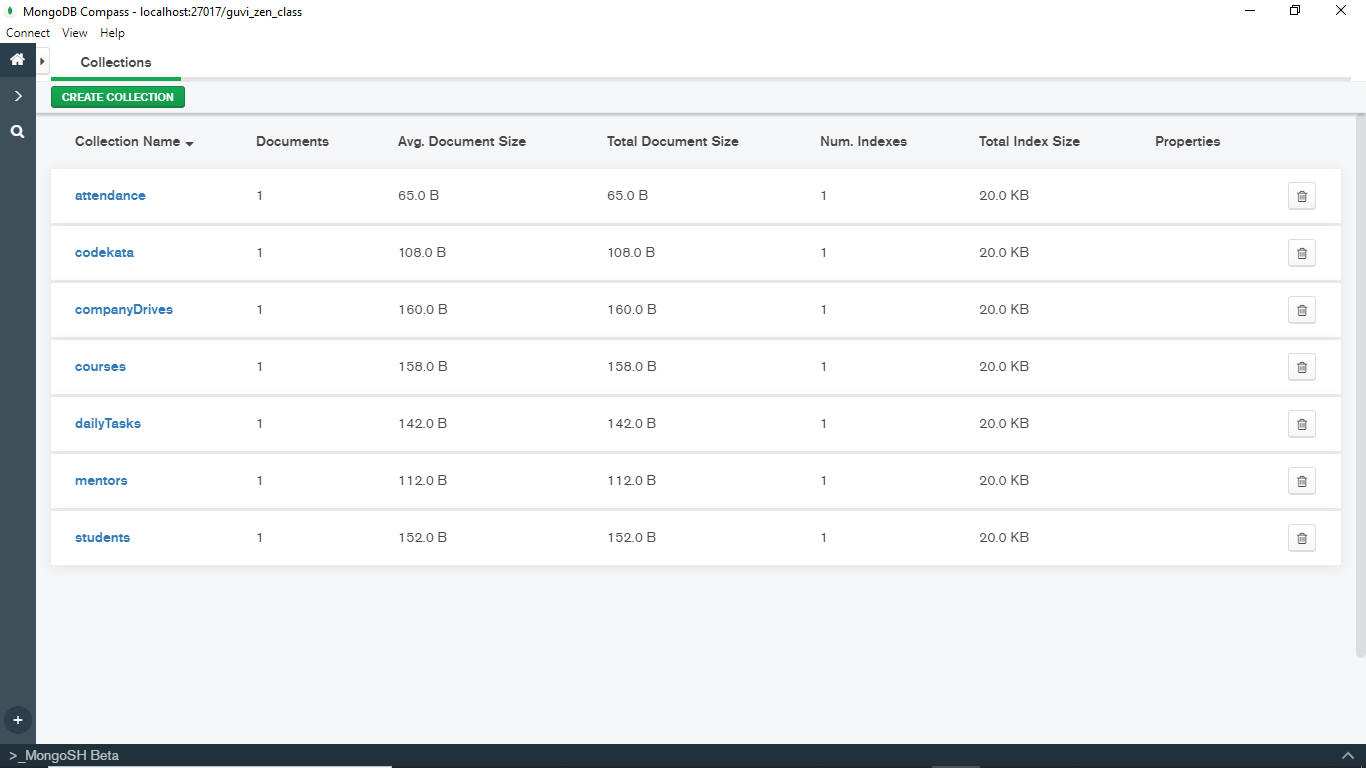 MongoDB Compass - localhost:27017/guvi_zen_class
Connect View Help
Collections
CREATE COLLECTION
Collection Name Documents Avg. Document Size Total Document Size Num. Indexes Total Index Size Properties
attendance 1 65.0 B 65.0 B 1 20.0 KB
codekata 1 108.0 B 108.0 B 1 20.0 KB
companyDrives 1 160.0 B 160.0 B 1 20.0 KB
courses 1 158.0 B 158.0 B 1 20.0 KB
dailyTasks 1 142.0 B 142.0 B 1 20.0 KB
mentors 1 112.0 B 112.0 B 1 20.0 KB
students 1 152.0 B 152.0 B 1 20.0 KB
>_MongoSH Beta